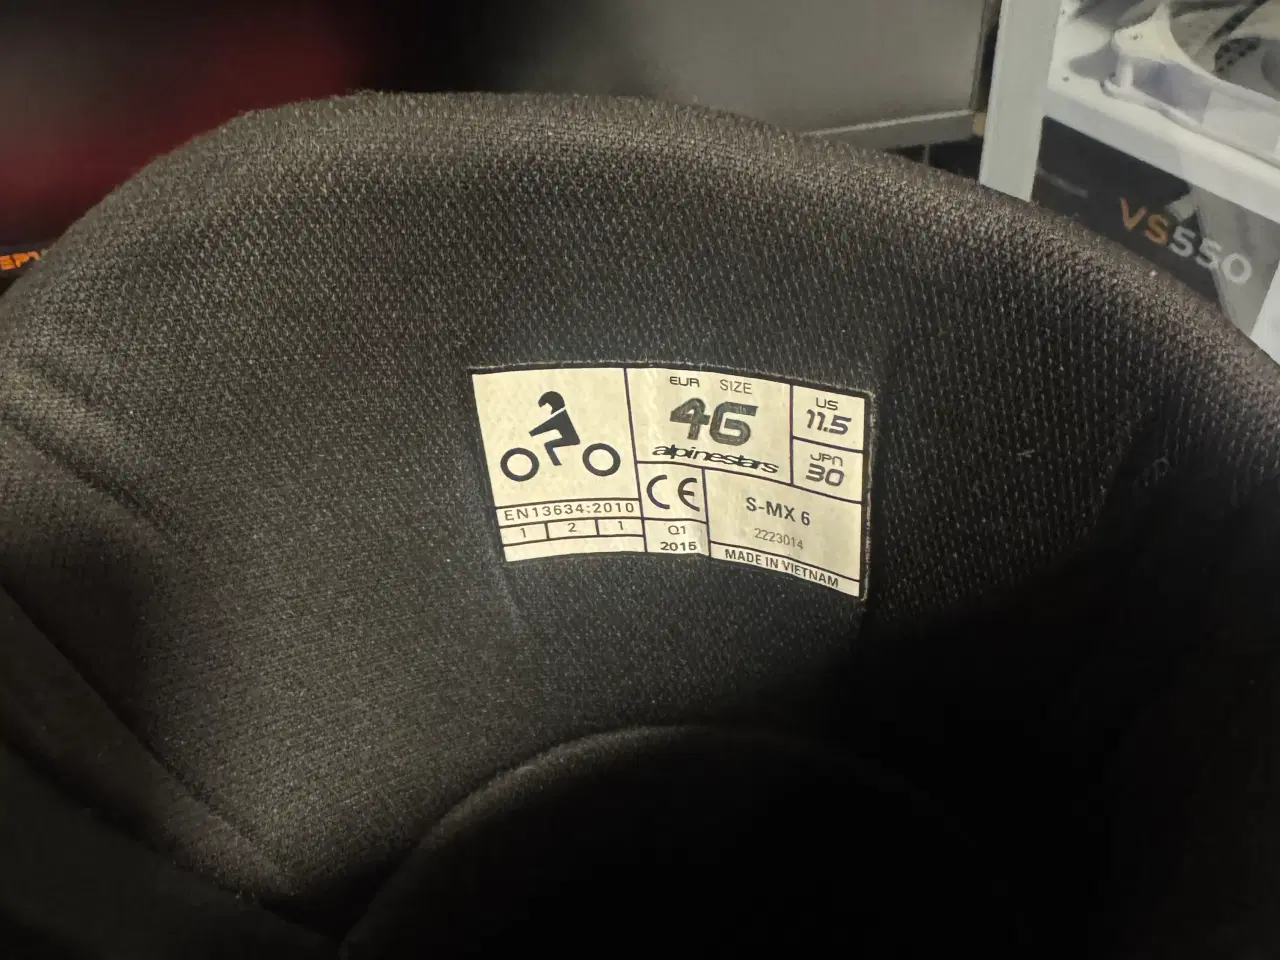 EUR SIZE
46
alpinestars
US
11.5
JPN
30
EN13634:2010
1 2 1
CE
Q1
2015
S-MX 6
2223014
MADE IN VIETNAM
VS550